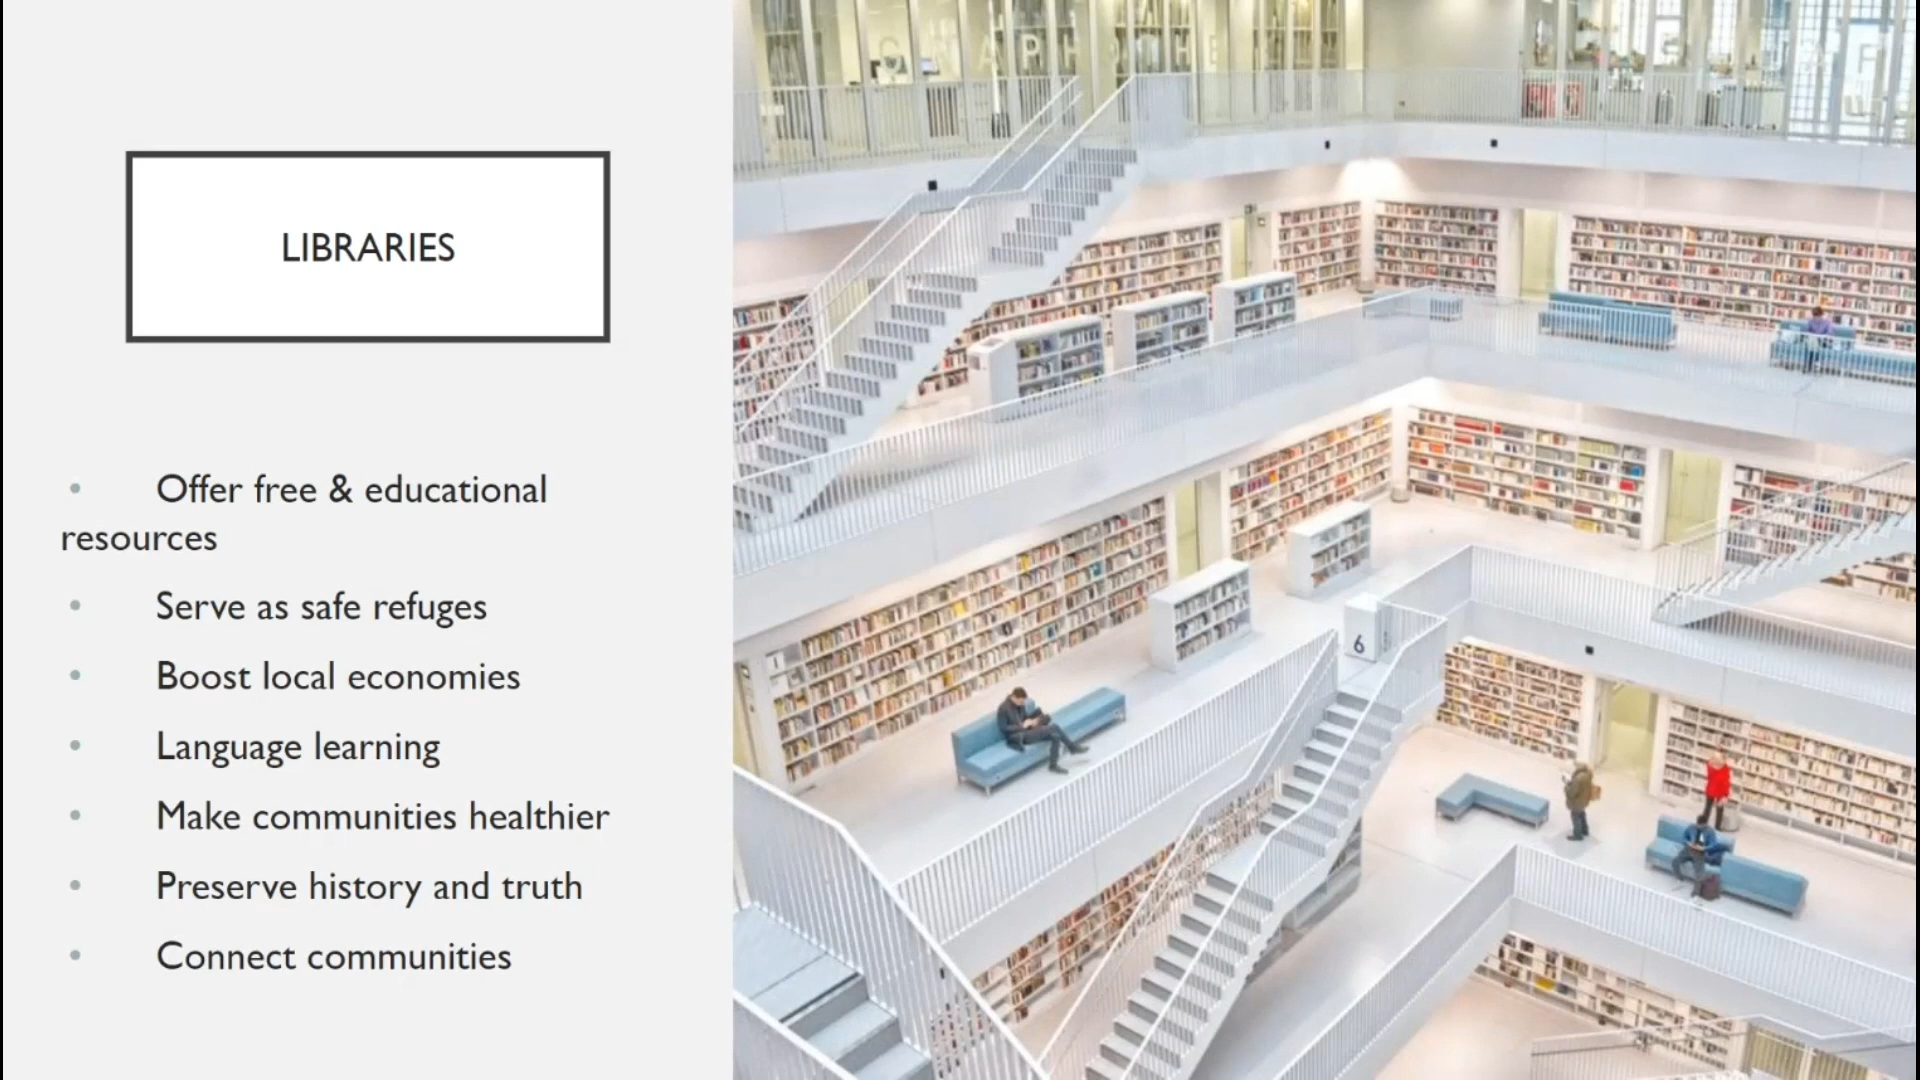 LIBRARIES
• Offer free & educational
resources
• Serve as safe refuges
• Boost local economies
• Language learning
• Make communities healthier
• Preserve history and truth
• Connect communities
6